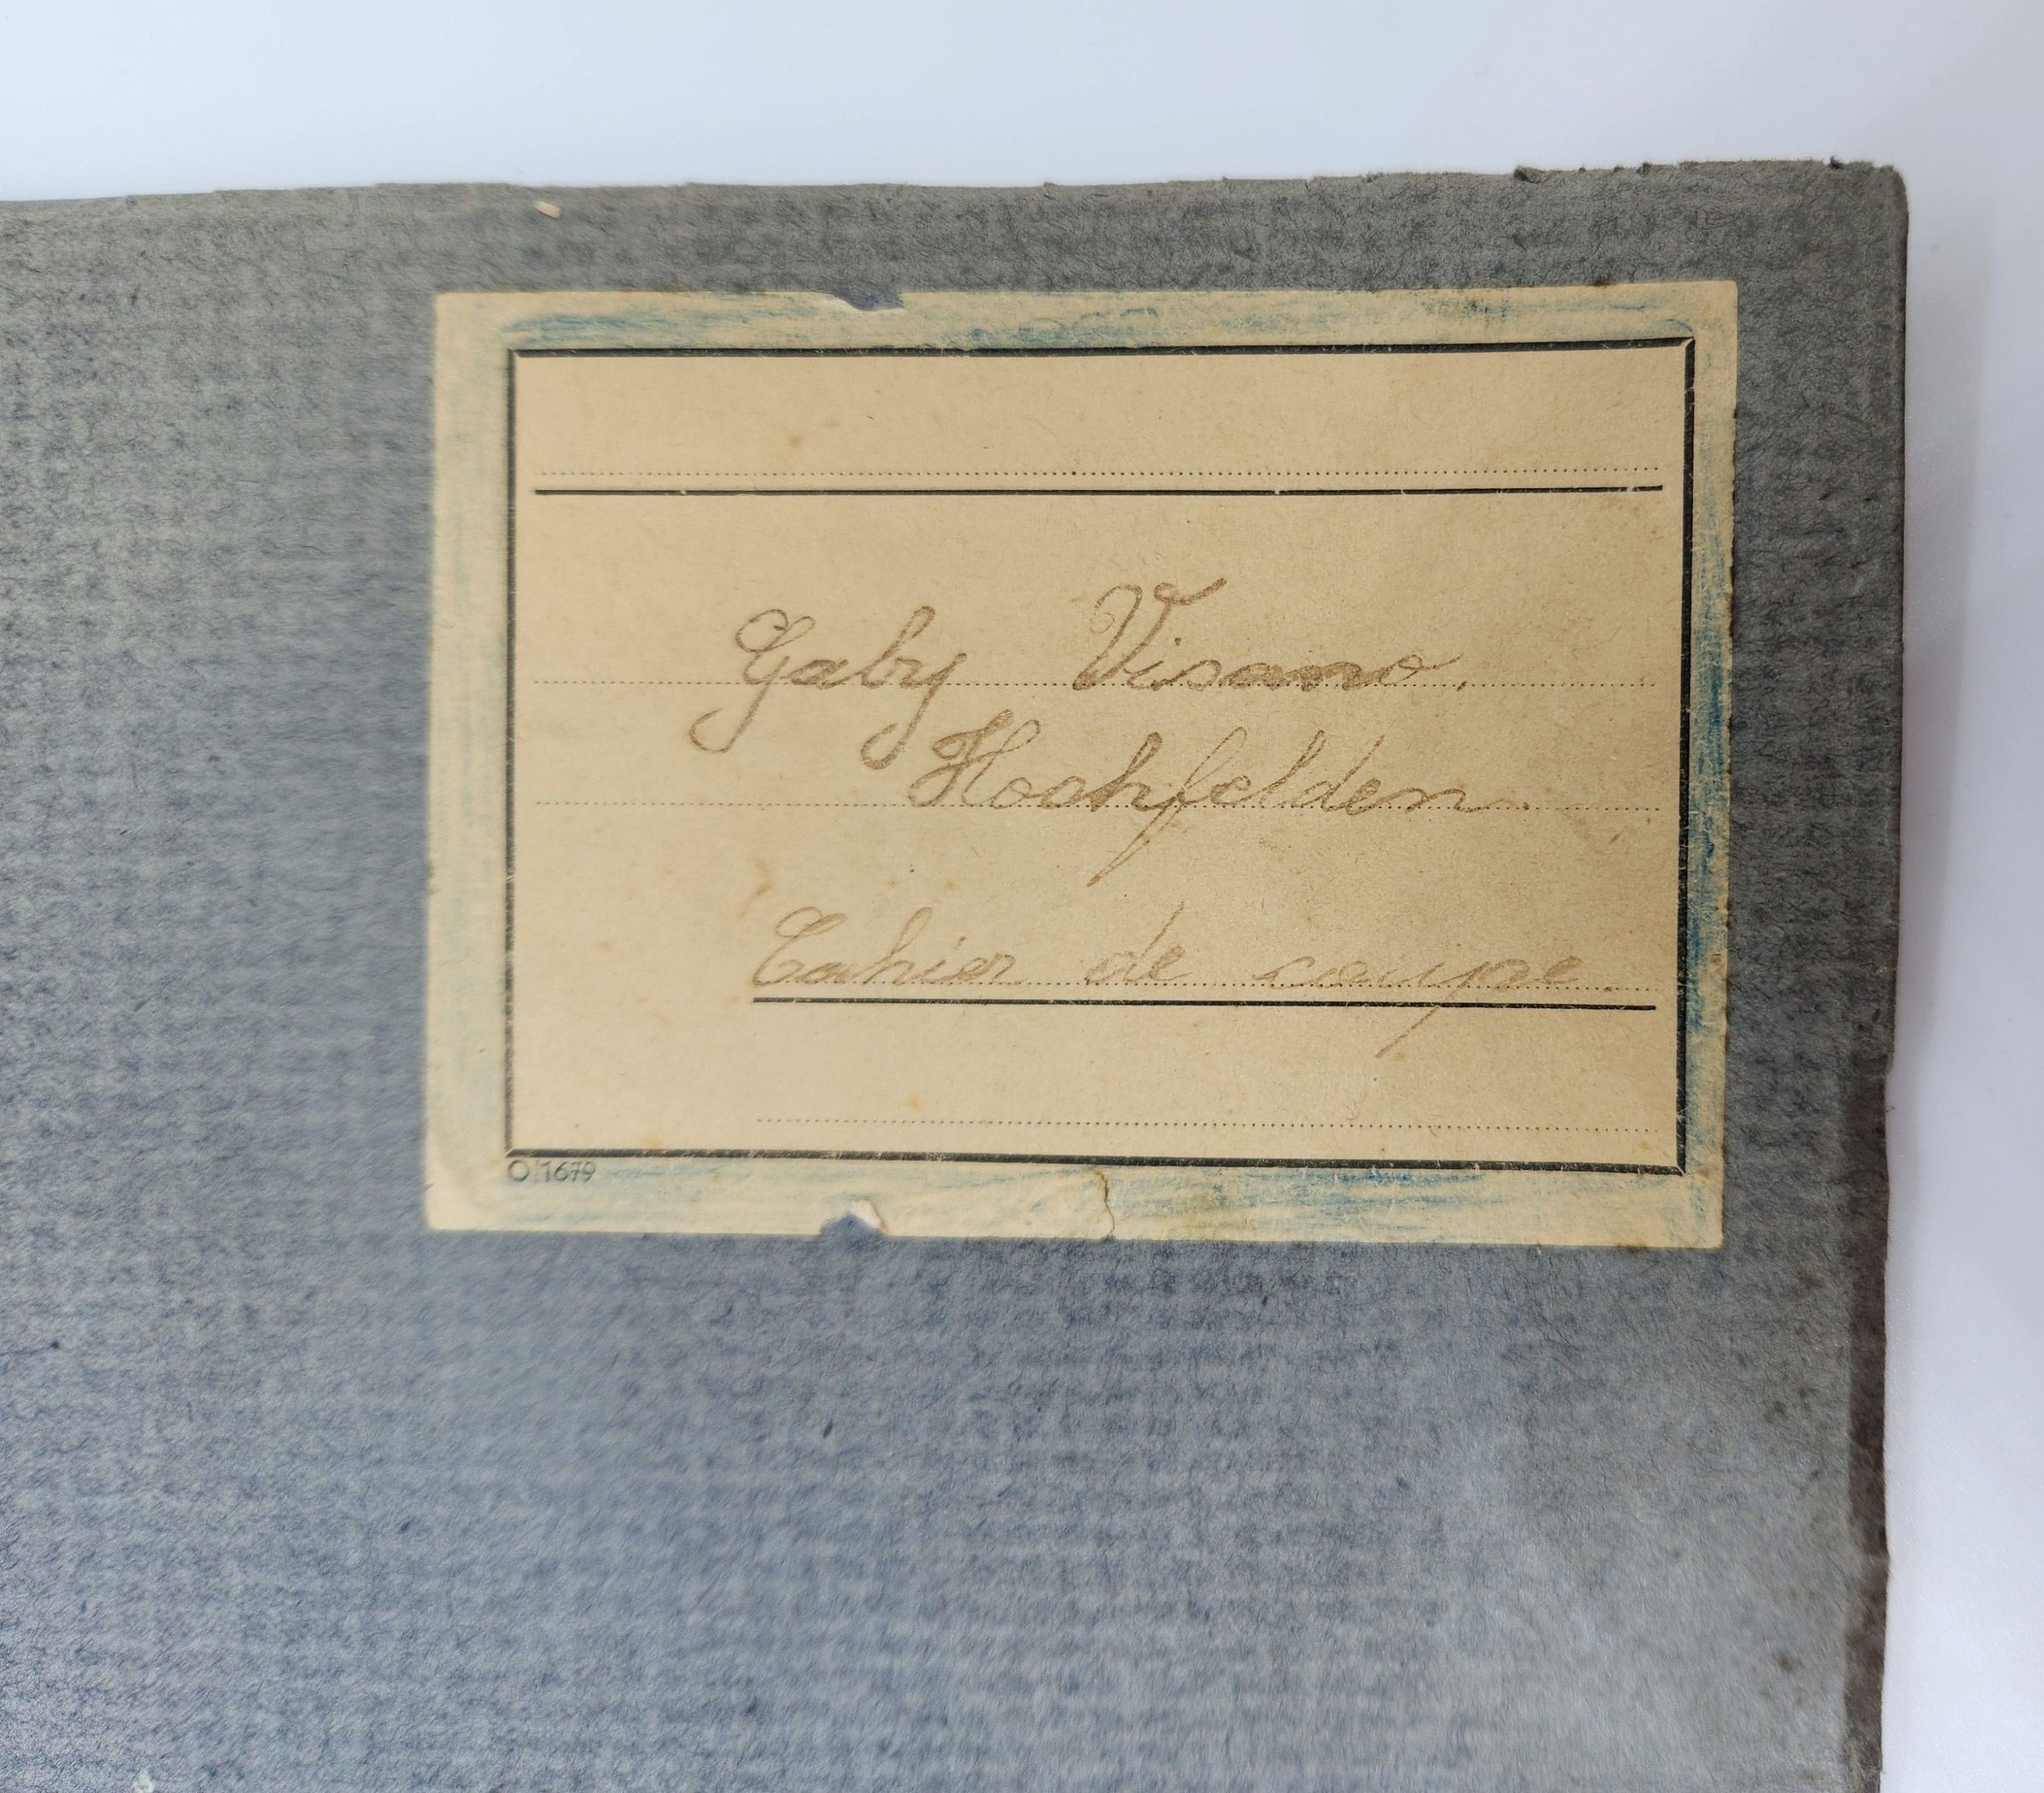 Gaby Visano.
Hochfelden.
Cahier de coupe.
O 1679